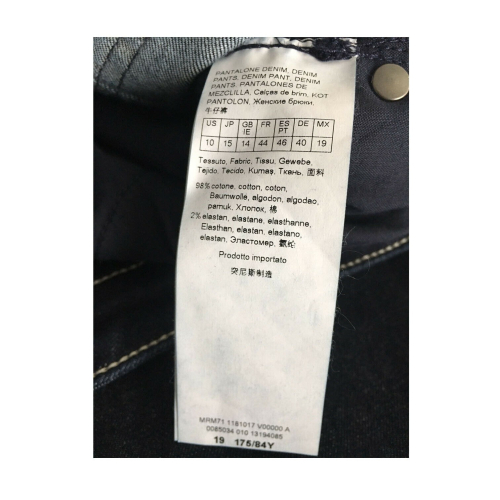 PANTALONE DENIM, DENIM
PANTS, DENIM PANT, DENIM
PANTS, PANTALONES DE
MEZCLILLA, Calças de brim, KOT
PANTOLON, Женские брюки,
牛仔裤
US JP GB IE FR ES PT DE MX
10 15 14 44 46 40 19
Tessuto, Fabric, Tissu, Gewebe,
Tejido, Tecido, Kumaş, Ткань, 面料
98% cotone, cotton, coton,
Baumwolle, algodon, algodao,
pamuk, Хлопок, 棉
2% elastan, elastane, elasthanne,
Elasthan, elastan, elastano,
elastan, Эластомер, 氨纶
Prodotto importato
突尼斯制造
MRM71 1181017 V00000 A
0085034 010 13194085
19 175/84Y